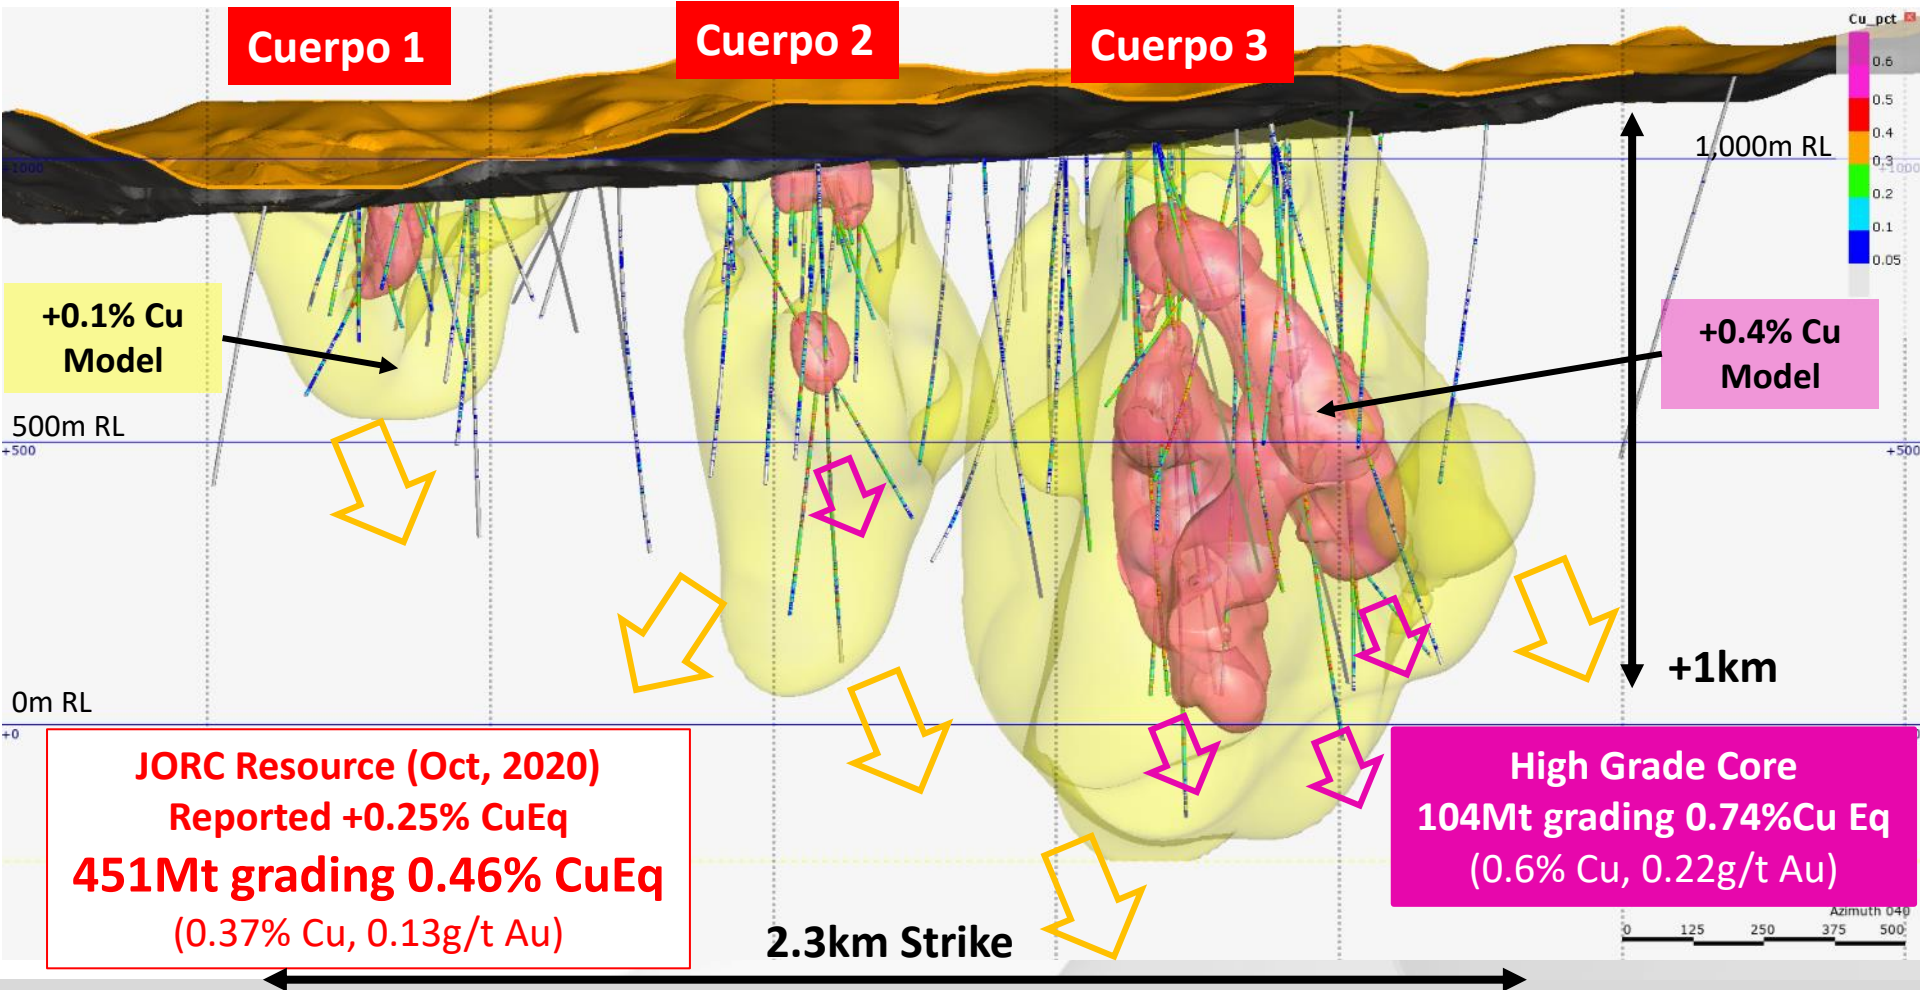 Cuerpo 1
Cuerpo 2
Cuerpo 3
Cu_pct
0.6
0.5
0.4
0.3
0.2
0.1
0.05
1,000m RL
+1000
+1000
+0.1% Cu
Model
+0.4% Cu
Model
500m RL
+500
+500
0m RL
+0
+1km
JORC Resource (Oct, 2020)
Reported +0.25% CuEq
451Mt grading 0.46% CuEq
(0.37% Cu, 0.13g/t Au)
High Grade Core
104Mt grading 0.74%Cu Eq
(0.6% Cu, 0.22g/t Au)
Azimuth 040
0 125 250 375 500
2.3km Strike